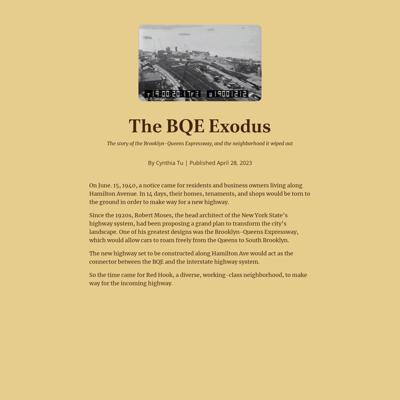 The BQE Exodus
The story of the Brooklyn-Queens Expressway, and the neighborhood it wiped out
By Cynthia Tu | Published April 28, 2023
On June. 15, 1940, a notice came for residents and business owners living along
Hamilton Avenue. In 14 days, their homes, tenaments, and shops would be torn to
the ground in order to make way for a new highway.
Since the 1920s, Robert Moses, the head architect of the New York State's
highway system, had been proposing a grand plan to transform the city's
landscape. One of his greatest designs was the Brooklyn-Queens Expressway,
which would allow cars to roam freely from the Queens to South Brooklyn.
The new highway set to be constructed along Hamilton Ave would act as the
connector between the BQE and the interstate highway system.
So the time came for Red Hook, a diverse, working-class neighborhood, to make
way for the incoming highway.